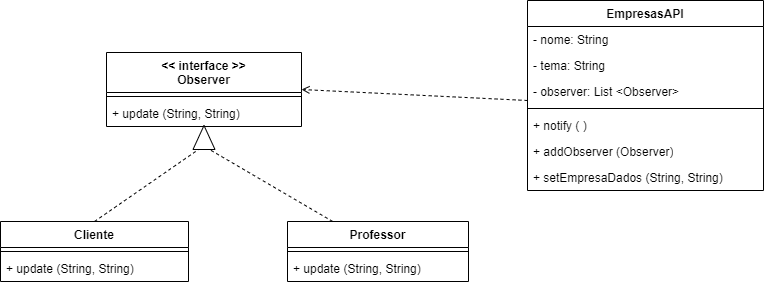 EmpresasAPI
- nome: String
- tema: String
- observer: List <Observer>
+ notify ( )
+ addObserver (Observer)
+ setEmpresaDados (String, String)
<< interface >>
Observer
+ update (String, String)
Cliente
+ update (String, String)
Professor
+ update (String, String)